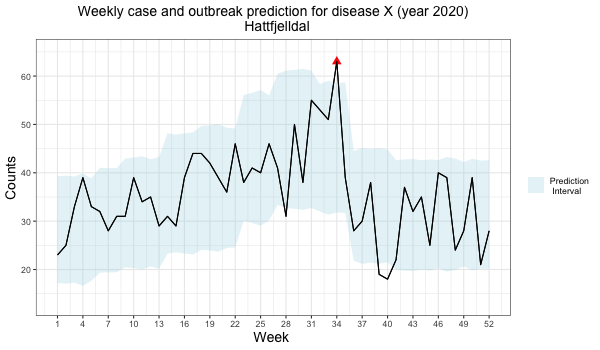 Weekly case and outbreak prediction for disease X (year 2020)
Hattfjelldal
Counts
60
50
40
30
20
1 4 7 10 13 16 19 22 25 28 31 34 37 40 43 46 49 52
Week
Prediction
Interval